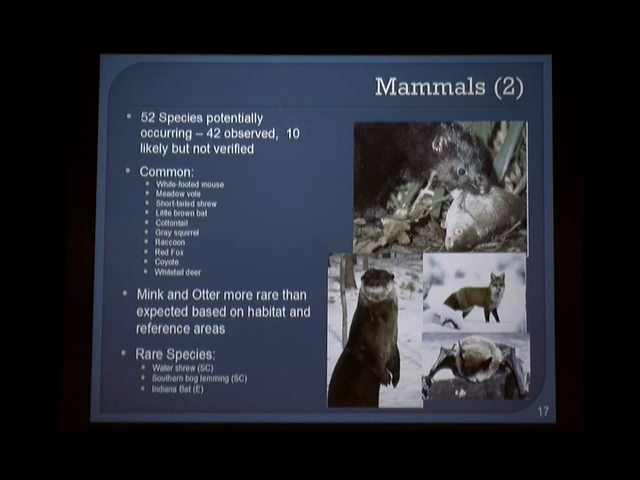 Mammals (2)
52 Species potentially
occurring – 42 observed, 10
likely but not verified
Common:
White-footed mouse
Meadow vole
Short-tailed shrew
Little brown bat
Cottontail
Gray squirrel
Raccoon
Red Fox
Coyote
Whitetail deer
Mink and Otter more rare than
expected based on habitat and
reference areas
Rare Species:
Water shrew (SC)
Southern bog lemming (SC)
Indiana Bat (E)
17